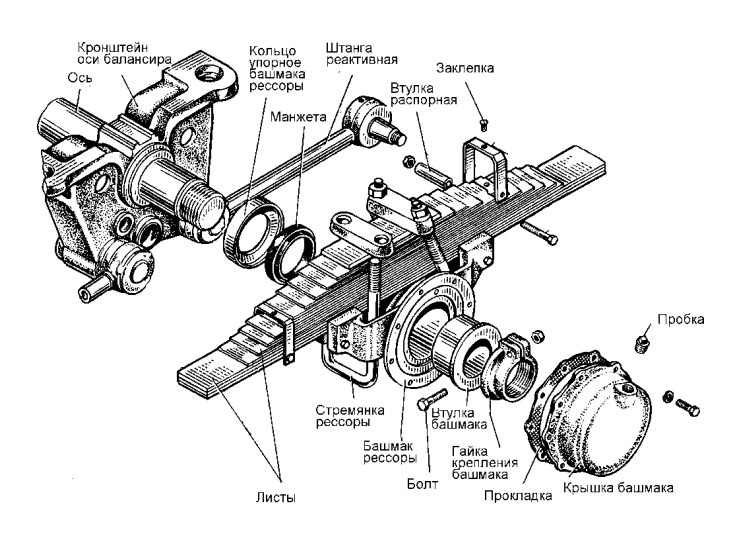 Кронштейн
оси балансира
Ось
Кольцо
упорное
башмака
рессоры
Штанга
реактивная
Манжета
Втулка
распорная
Заклепка
Пробка
Стремянка
рессоры
Башмак
рессоры
Втулка
башмака
Гайка
крепления
башмака
Болт
Листы
Прокладка
Крышка башмака